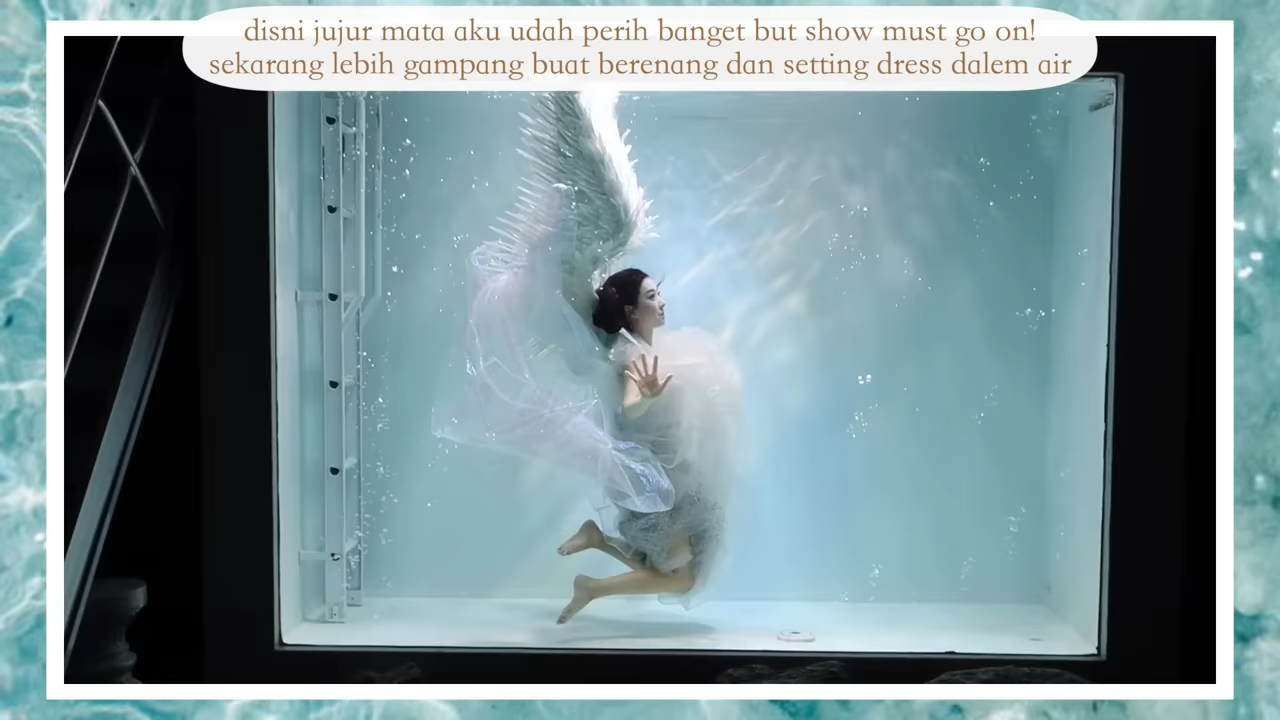 disni jujur mata aku udah perih banget but show must go on!
sekarang lebih gampang buat berenang dan setting dress dalem air